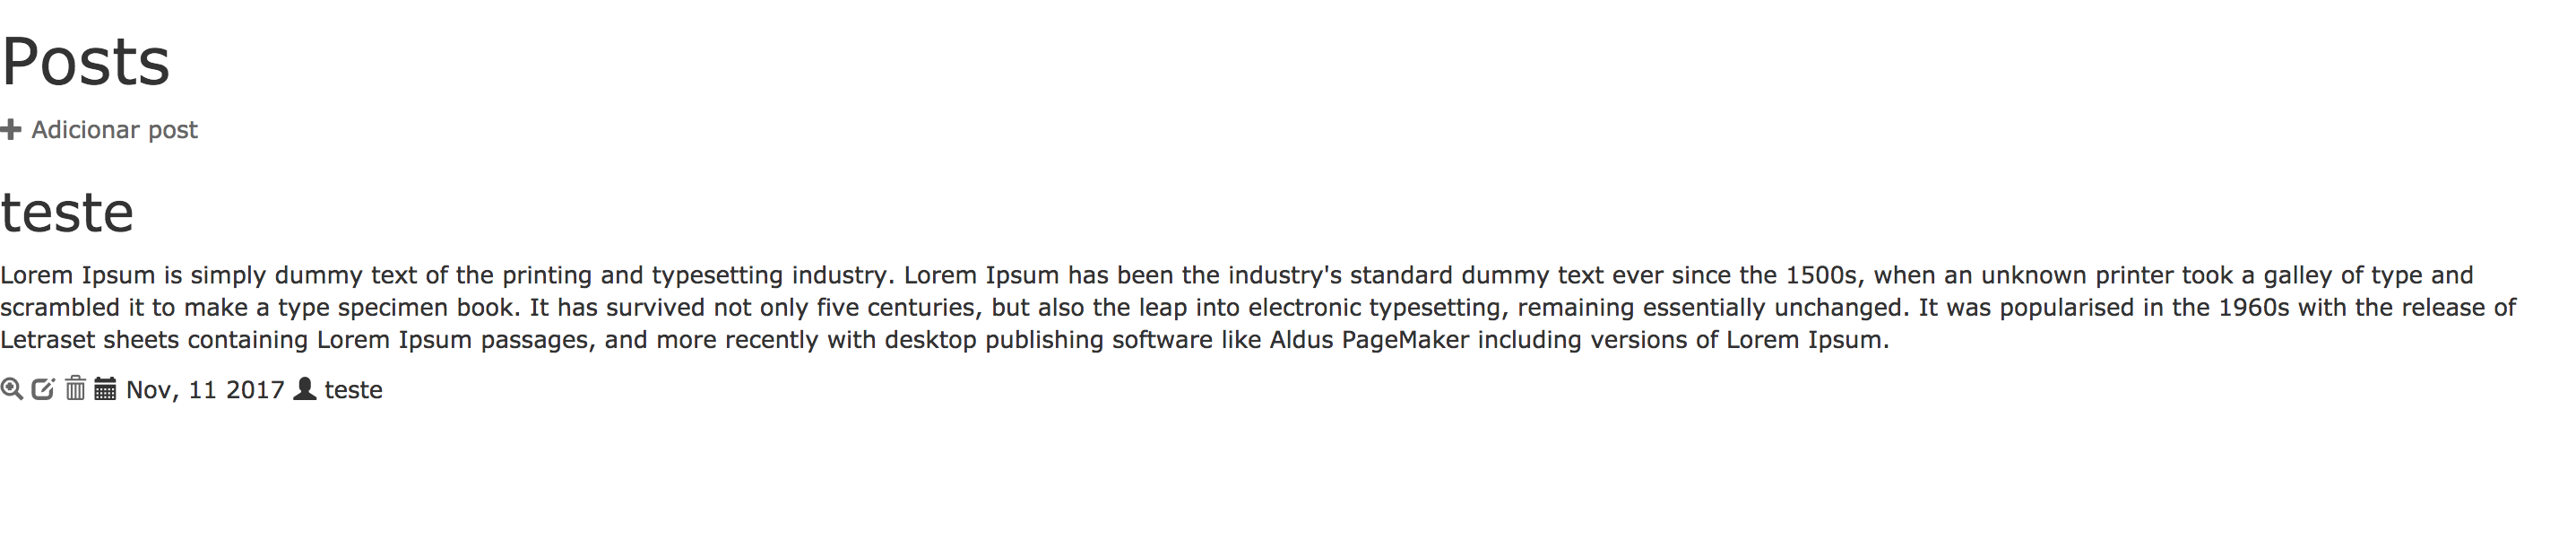 Posts
Adicionar post
teste
Lorem Ipsum is simply dummy text of the printing and typesetting industry. Lorem Ipsum has been the industry's standard dummy text ever since the 1500s, when an unknown printer took a galley of type and
scrambled it to make a type specimen book. It has survived not only five centuries, but also the leap into electronic typesetting, remaining essentially unchanged. It was popularised in the 1960s with the release of
Letraset sheets containing Lorem Ipsum passages, and more recently with desktop publishing software like Aldus PageMaker including versions of Lorem Ipsum.
Nov, 11 2017 teste